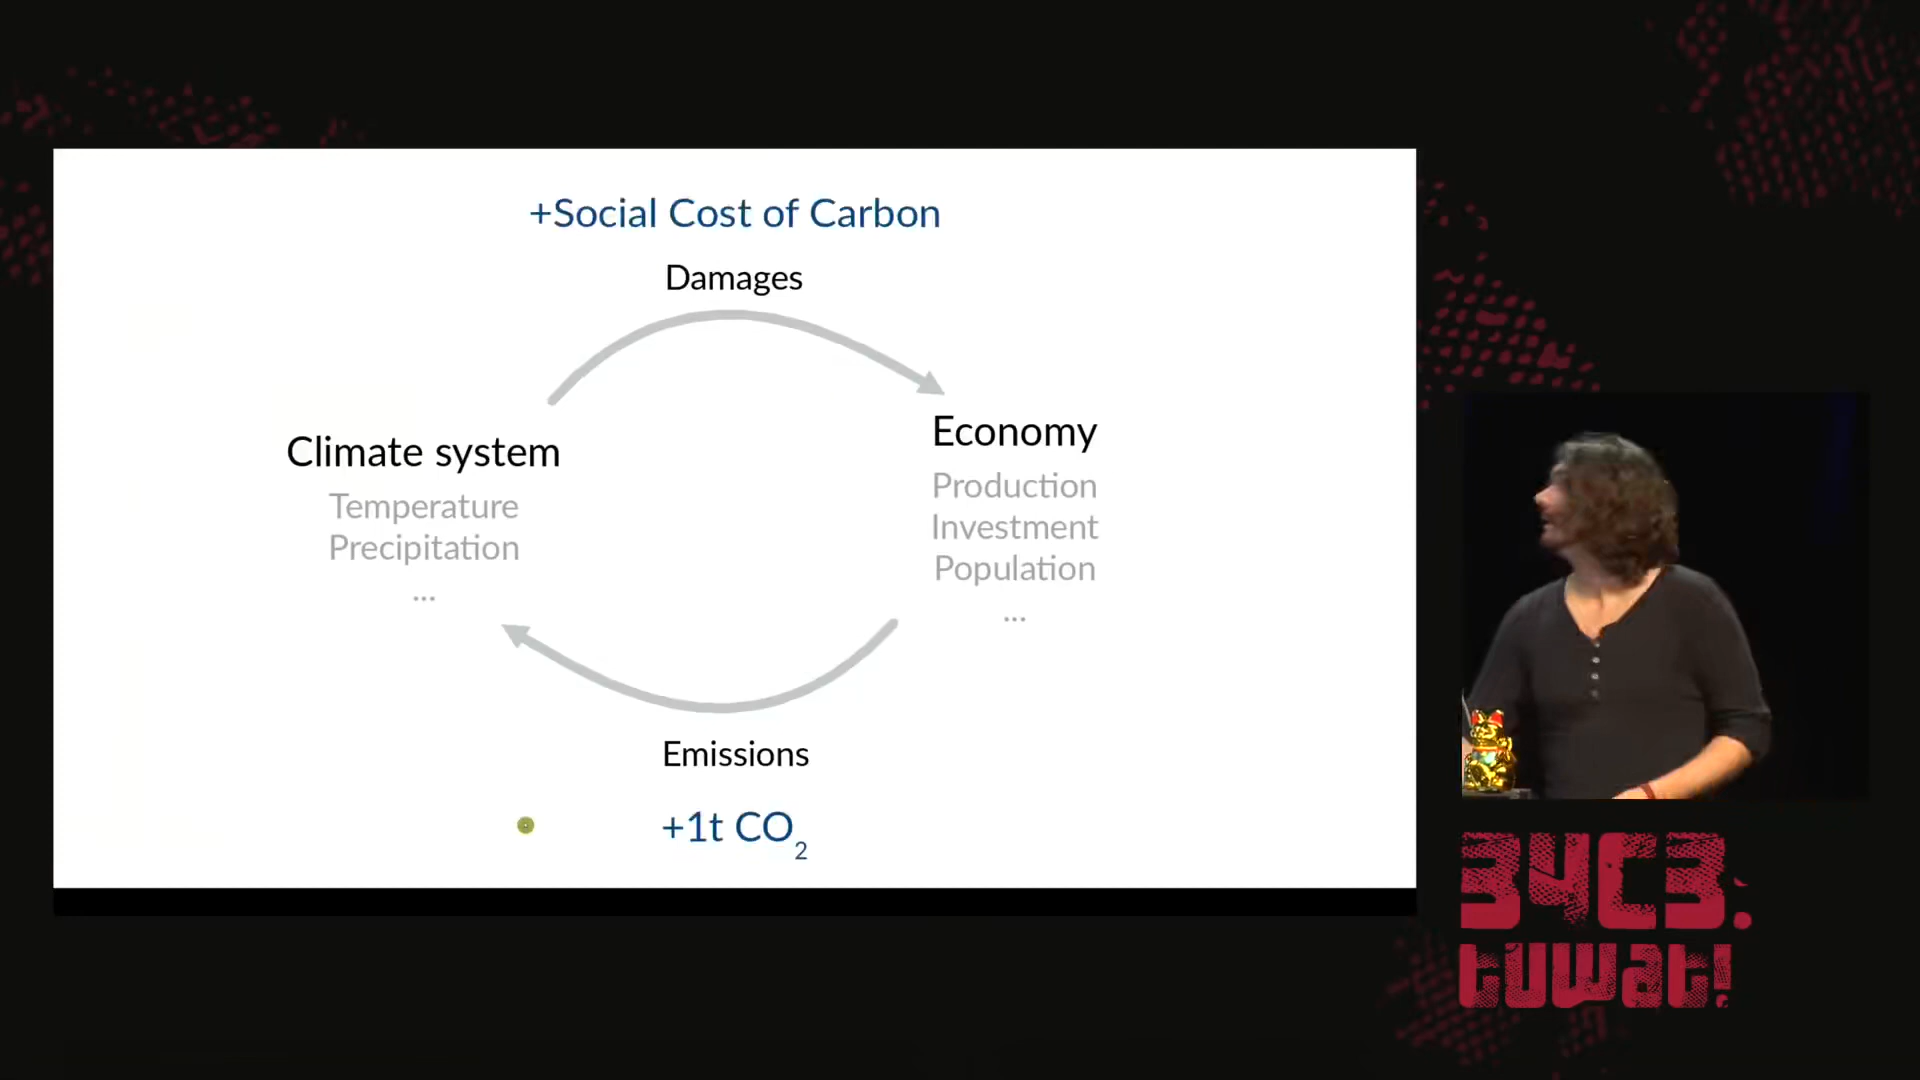 +Social Cost of Carbon
Damages
Climate system
Temperature
Precipitation
...
Economy
Production
Investment
Population
...
Emissions
+1t CO2
34C3.
tuwat!